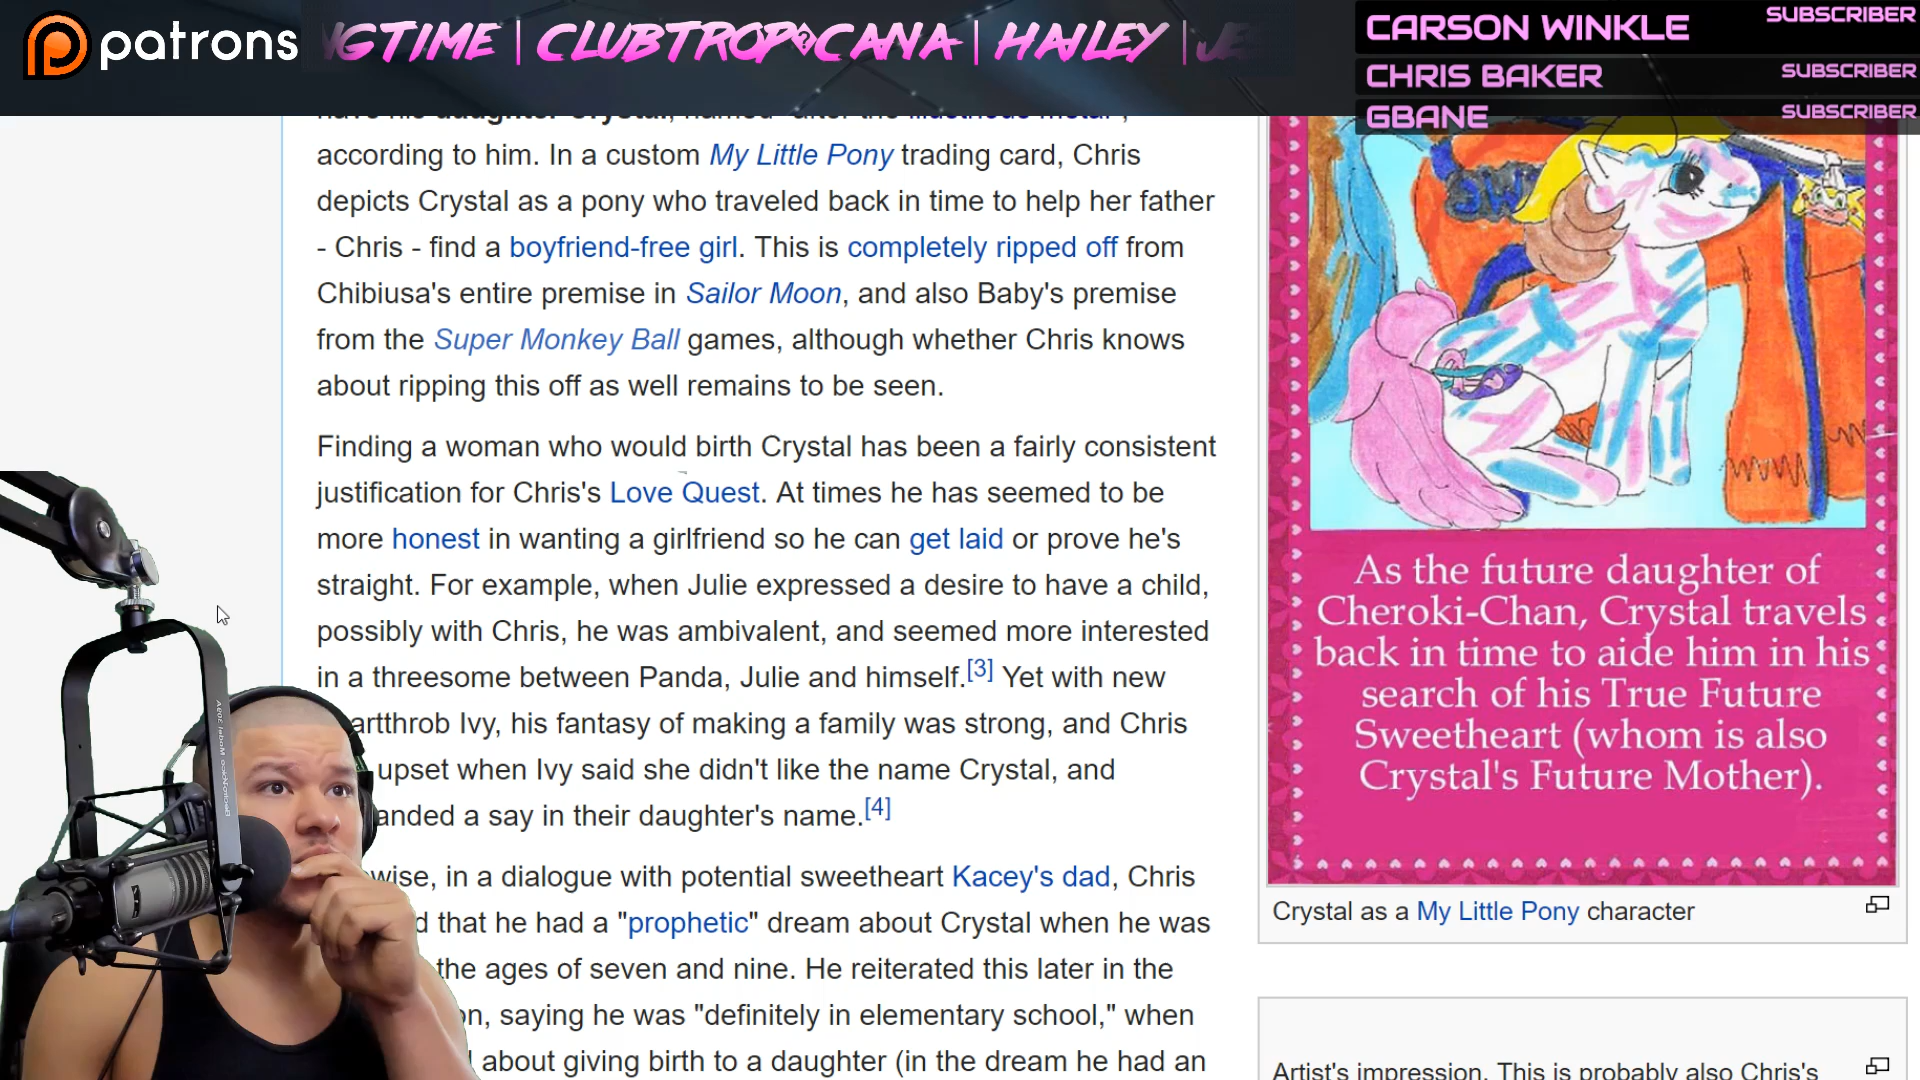 patrons
GTIME | CLUBTROP�CANA | HAILEY | JE
CARSON WINKLE SUBSCRIBER
CHRIS BAKER SUBSCRIBER
GBANE SUBSCRIBER
have his daughter Crystal, named "after the illustrious metal",
according to him. In a custom My Little Pony trading card, Chris
depicts Crystal as a pony who traveled back in time to help her father
- Chris - find a boyfriend-free girl. This is completely ripped off from
Chibiusa's entire premise in Sailor Moon, and also Baby's premise
from the Super Monkey Ball games, although whether Chris knows
about ripping this off as well remains to be seen.
Finding a woman who would birth Crystal has been a fairly consistent
justification for Chris's Love Quest. At times he has seemed to be
more honest in wanting a girlfriend so he can get laid or prove he's
straight. For example, when Julie expressed a desire to have a child,
possibly with Chris, he was ambivalent, and seemed more interested
in a threesome between Panda, Julie and himself.[3] Yet with new
artthrob Ivy, his fantasy of making a family was strong, and Chris
upset when Ivy said she didn't like the name Crystal, and
anded a say in their daughter's name.[4]
wise, in a dialogue with potential sweetheart Kacey's dad, Chris
d that he had a "prophetic" dream about Crystal when he was
the ages of seven and nine. He reiterated this later in the
on, saying he was "definitely in elementary school," when
about giving birth to a daughter (in the dream he had an
As the future daughter of
Cheroki-Chan, Crystal travels
back in time to aide him in his
search of his True Future
Sweetheart (whom is also
Crystal's Future Mother).
Crystal as a My Little Pony character
Artist's impression. This is probably also Chris's